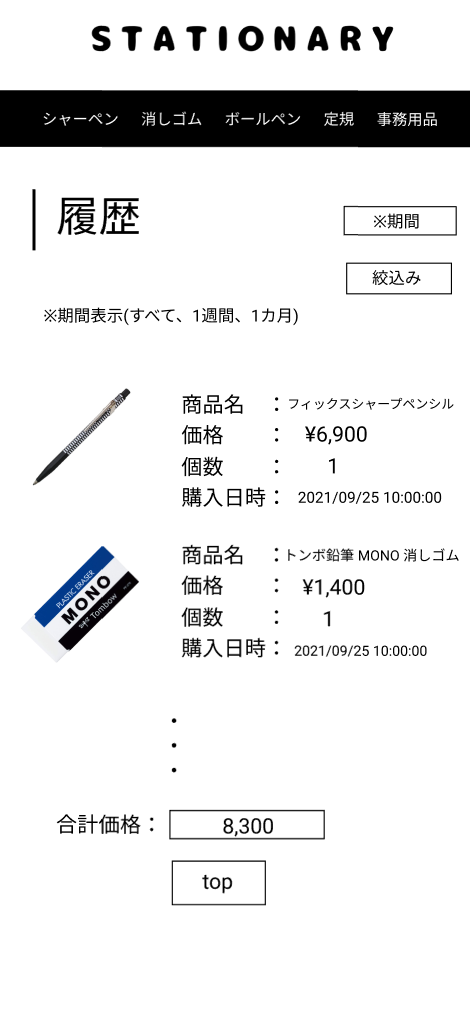 STATIONARY
シャーペン 消しゴム ボールペン 定規 事務用品
履歴
※期間
絞込み
※期間表示(すべて、1週間、1カ月)
商品名 ：フィックスシャープペンシル
価格 ： ¥6,900
個数 ： 1
購入日時： 2021/09/25 10:00:00
PLASTIC ERASER
MONO
Tombow
商品名 ：トンボ鉛筆 MONO 消しゴム
価格 ： ¥1,400
個数 ： 1
購入日時： 2021/09/25 10:00:00
・
・
・
合計価格： 8,300
top